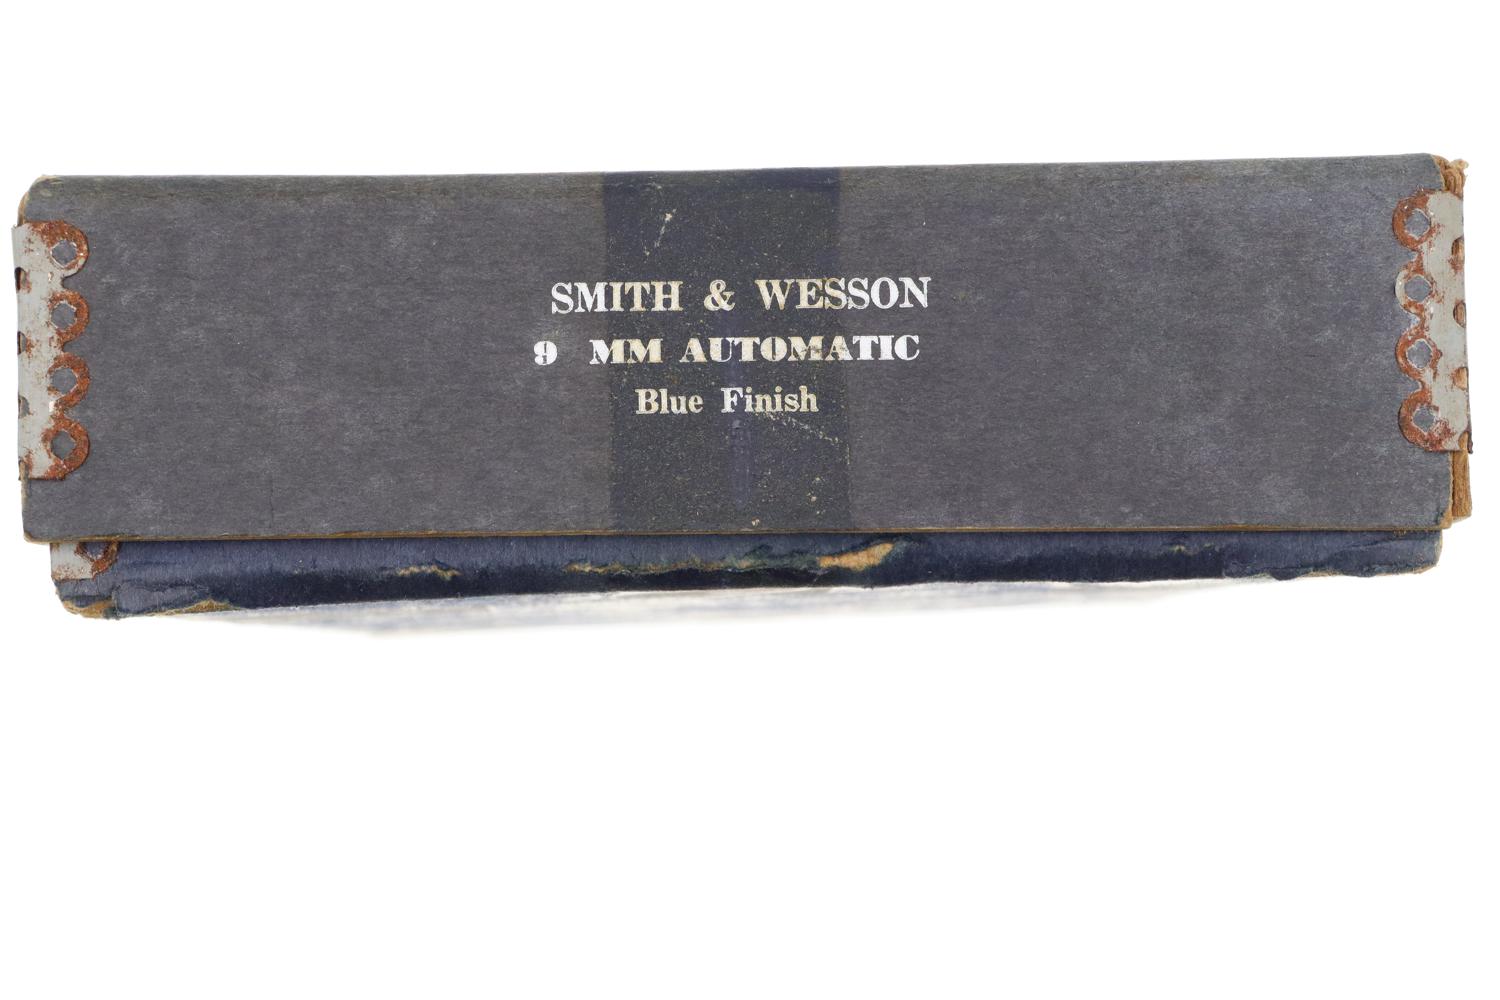 SMITH & WESSON
9 MM AUTOMATIC
Blue Finish